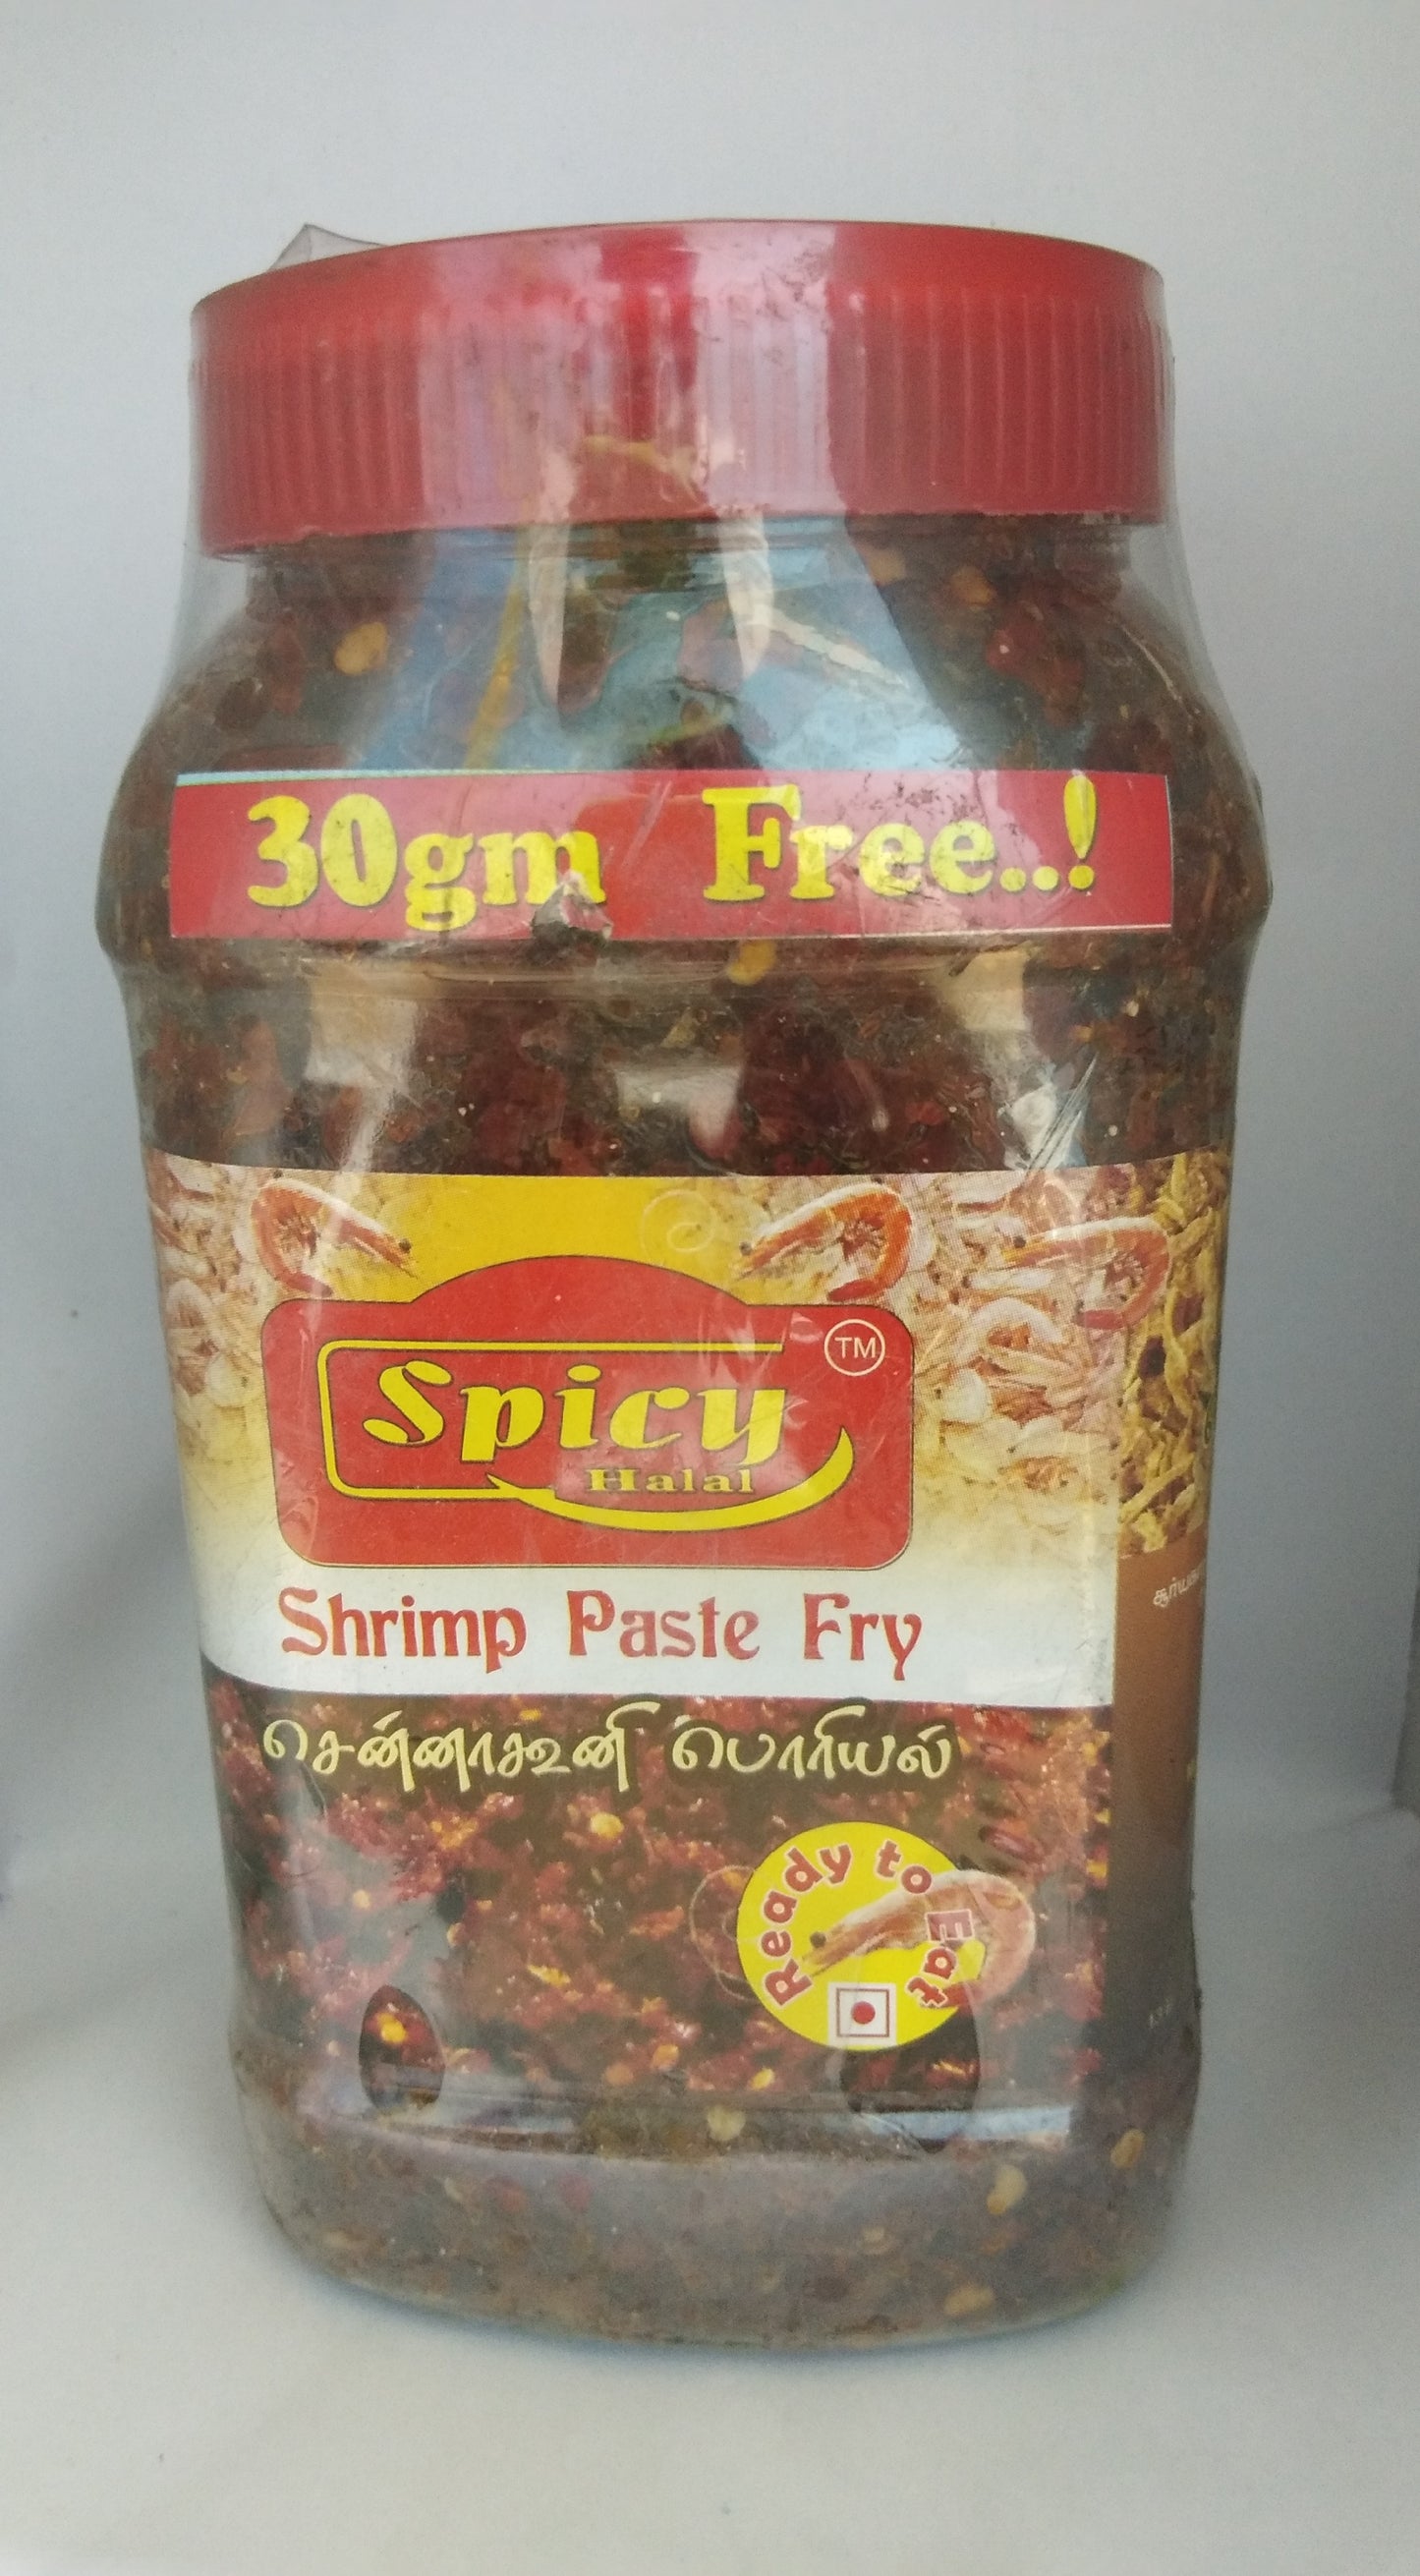 30gm Free..!
TM
Spicy
Halal
Shrimp Paste Fry
சென்னாகூனி பொரியல்
Ready to Eat